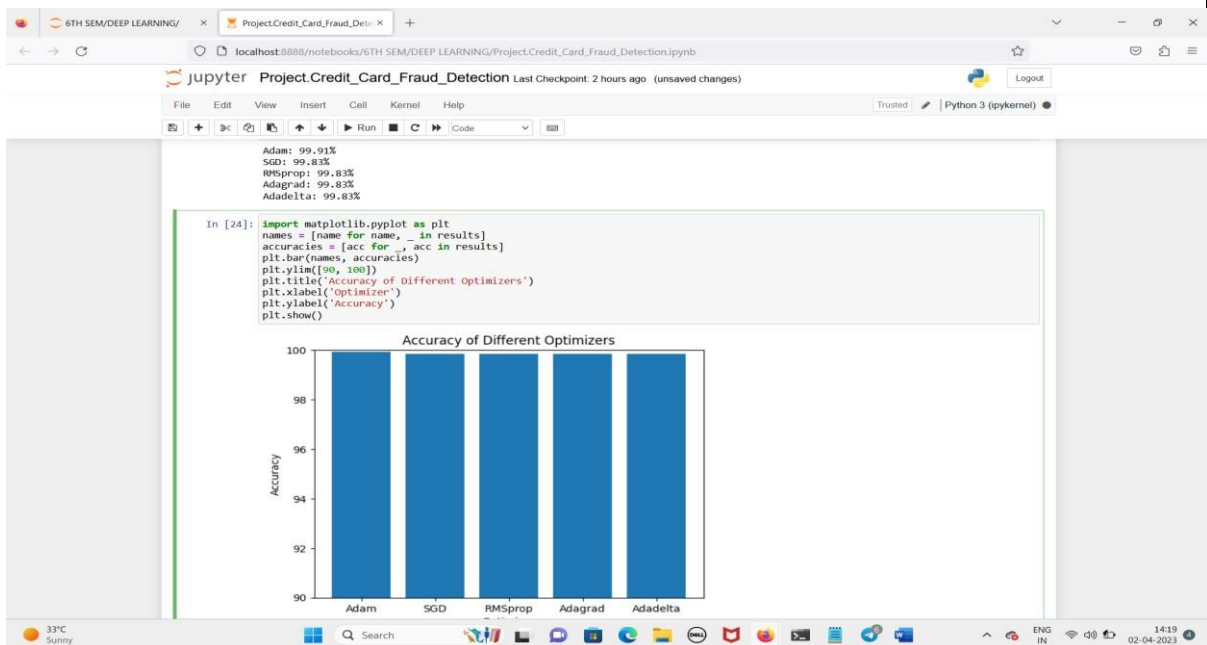 6TH SEM/DEEP LEARNING/
Project.Credit_Card_Fraud_Dete
localhost:8888/notebooks/6TH SEM/DEEP LEARNING/Project.Credit_Card_Fraud_Detection.ipynb
jupyter Project.Credit_Card_Fraud_Detection Last Checkpoint: 2 hours ago (unsaved changes)
Logout
File Edit View Insert Cell Kernel Help
Trusted Python 3 (ipykernel)
Run Code
Adam: 99.91%
SGD: 99.83%
RMSprop: 99.83%
Adagrad: 99.83%
Adadelta: 99.83%
In [24]: import matplotlib.pyplot as plt
names = [name for name, _ in results]
accuracies = [acc for _, acc in results]
plt.bar(names, accuracies)
plt.ylim([90, 100])
plt.title('Accuracy of Different Optimizers')
plt.xlabel('Optimizer')
plt.ylabel('Accuracy')
plt.show()
Accuracy of Different Optimizers
100
98
96
94
92
90
Accuracy
Adam SGD RMSprop Adagrad Adadelta
33°C
Sunny
Search
DELL
W
ENG
IN
14:19
02-04-2023
4